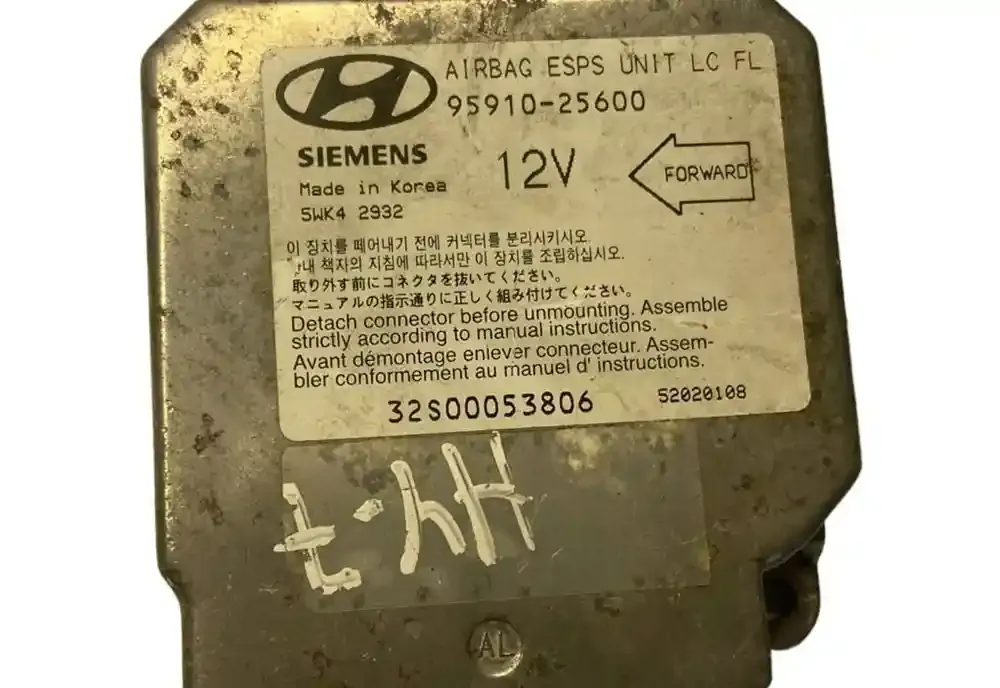 AIRBAG ESPS UNIT LC FL
95910-25600
SIEMENS
12V
FORWARD
Made in Korea
5WK4 2932
이 장치를 떼어내기 전에 커넥터를 분리시키시오.
책자의 지침에 따라서만 이 장치를 조립하십시오.
取り外す前にコネクタを抜いてください。
マニュアルの指示通りに正しく組み付けてください。
Detach connector before unmounting. Assemble
strictly according to manual instructions.
Avant démontage enlever connecteur. Assem-
bler conformement au manuel d' instructions.
32S00053806
52020108
HY-7
AL